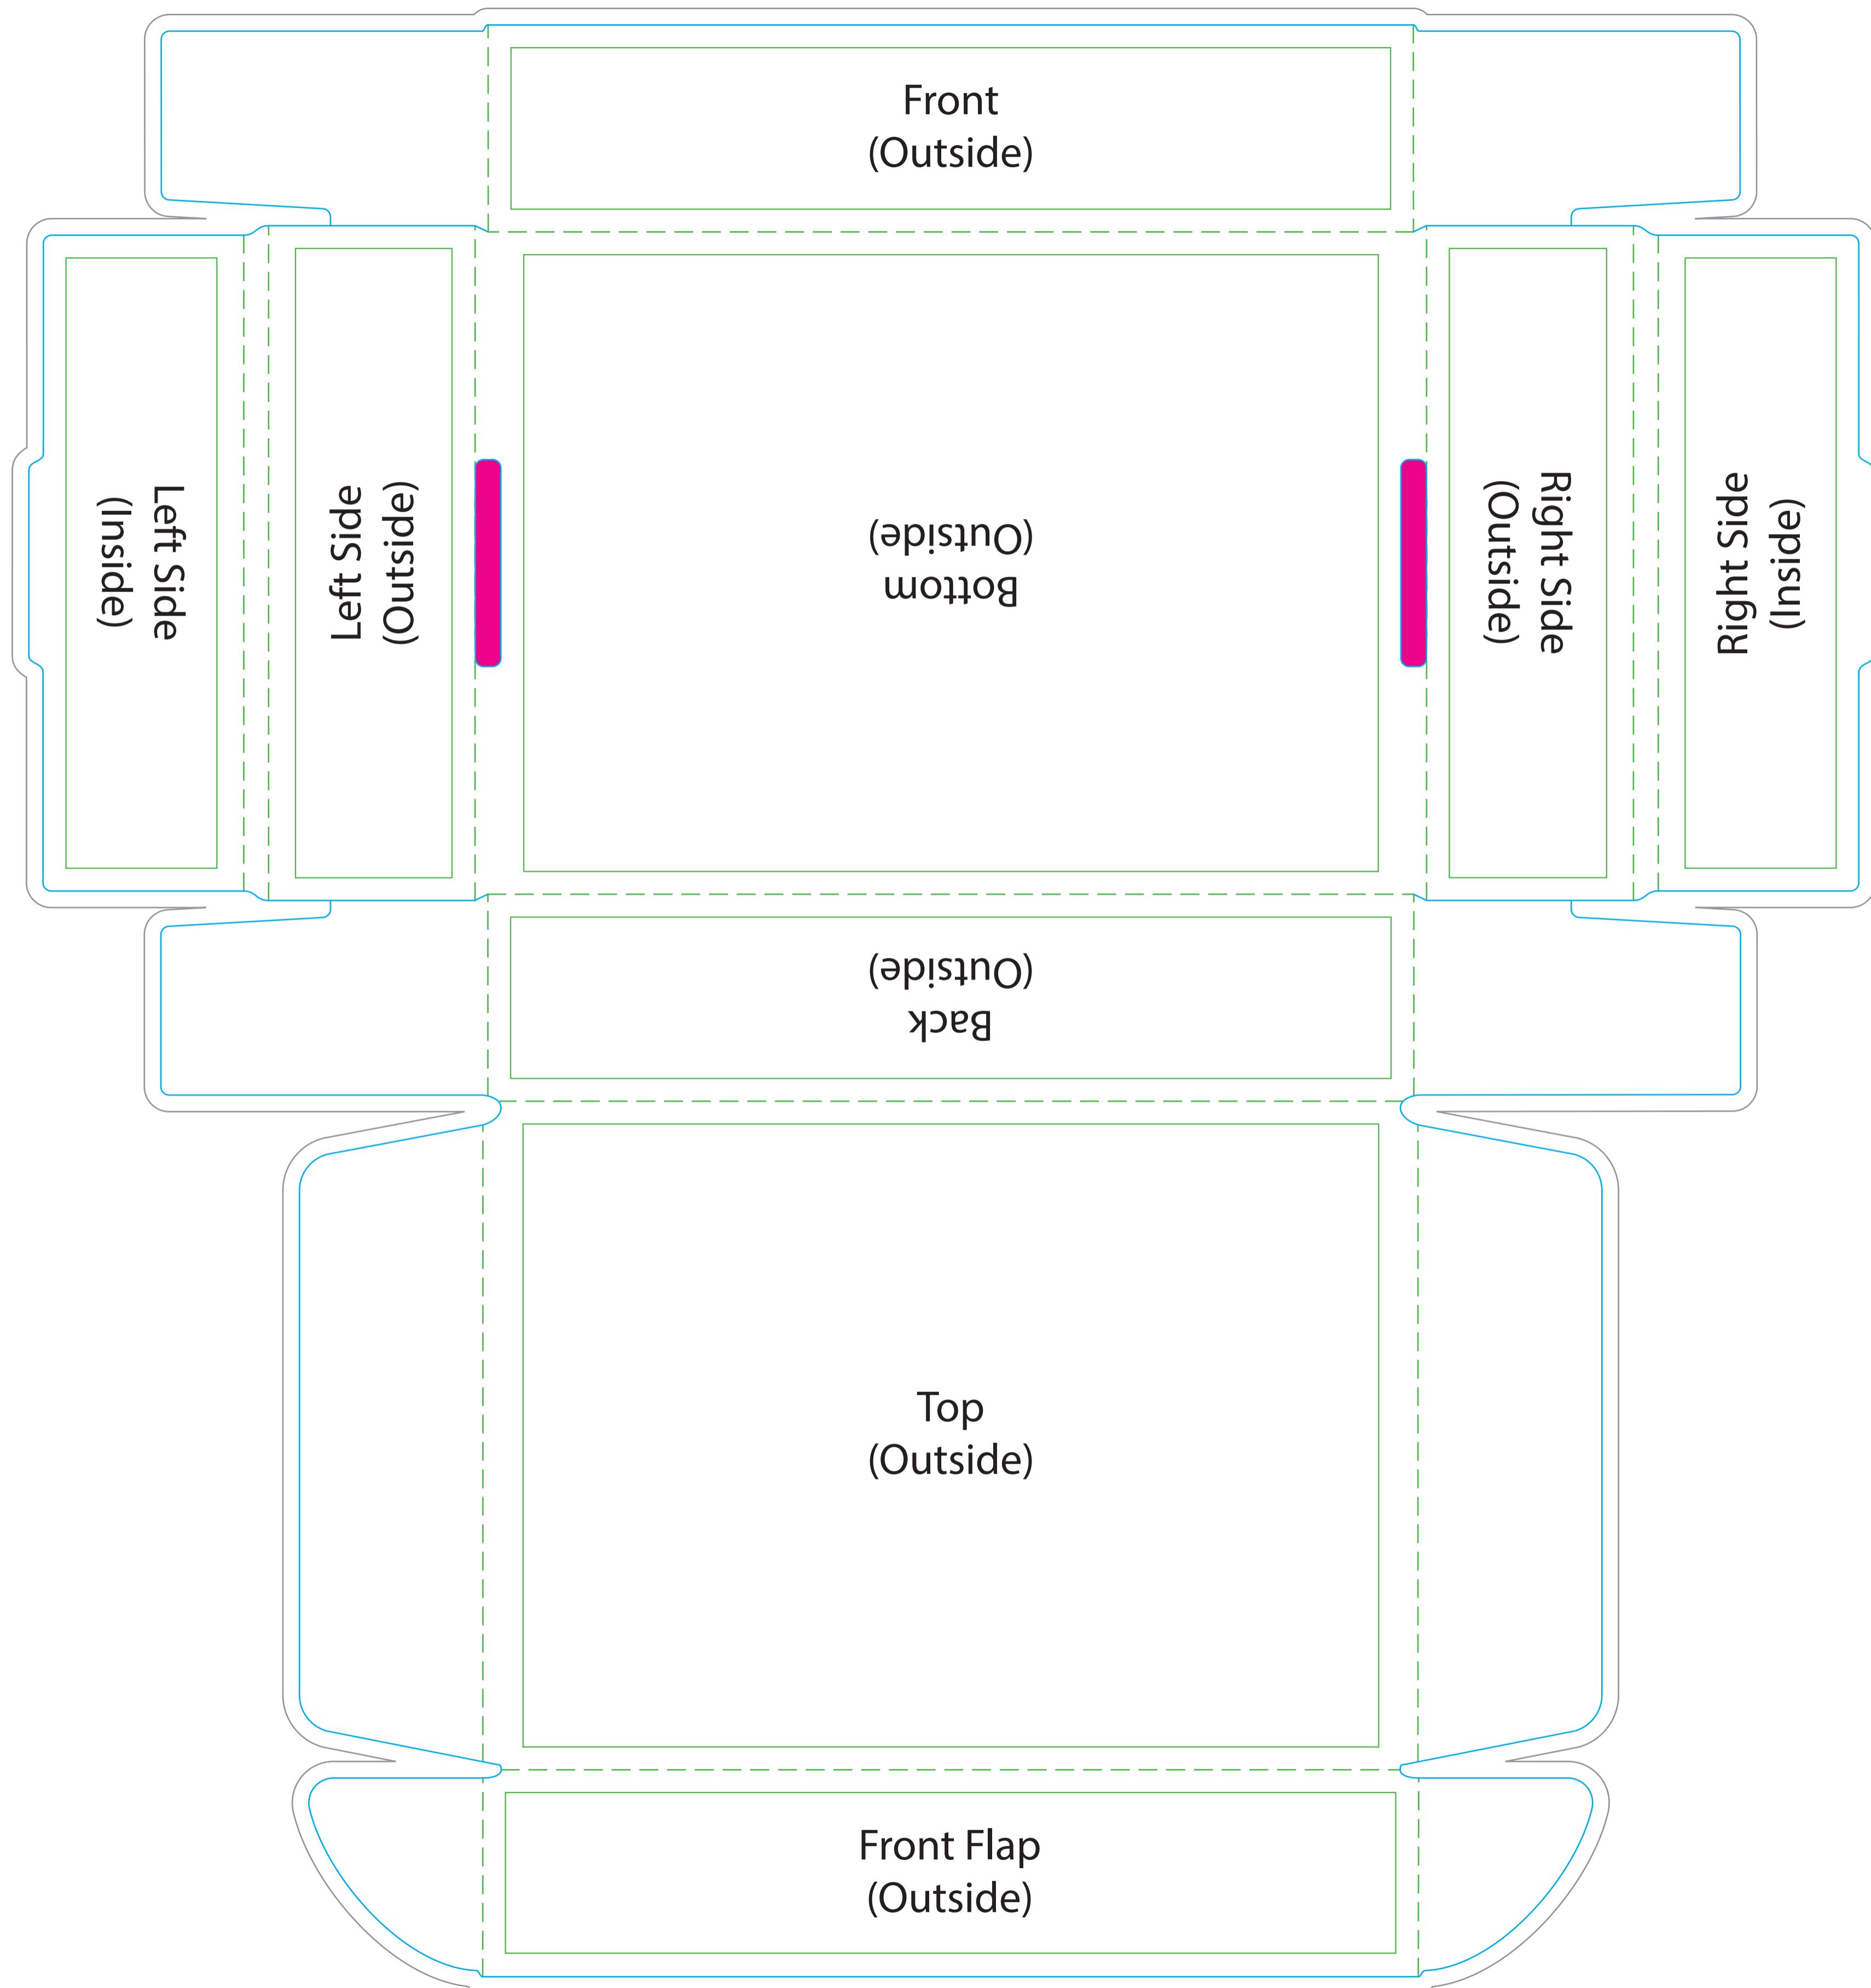 Front
(Outside)
Left Side
(Inside)
Left Side
(Outside)
Bottom
(Outside)
Right Side
(Outside)
Right Side
(Inside)
Back
(Outside)
Top
(Outside)
Front Flap
(Outside)